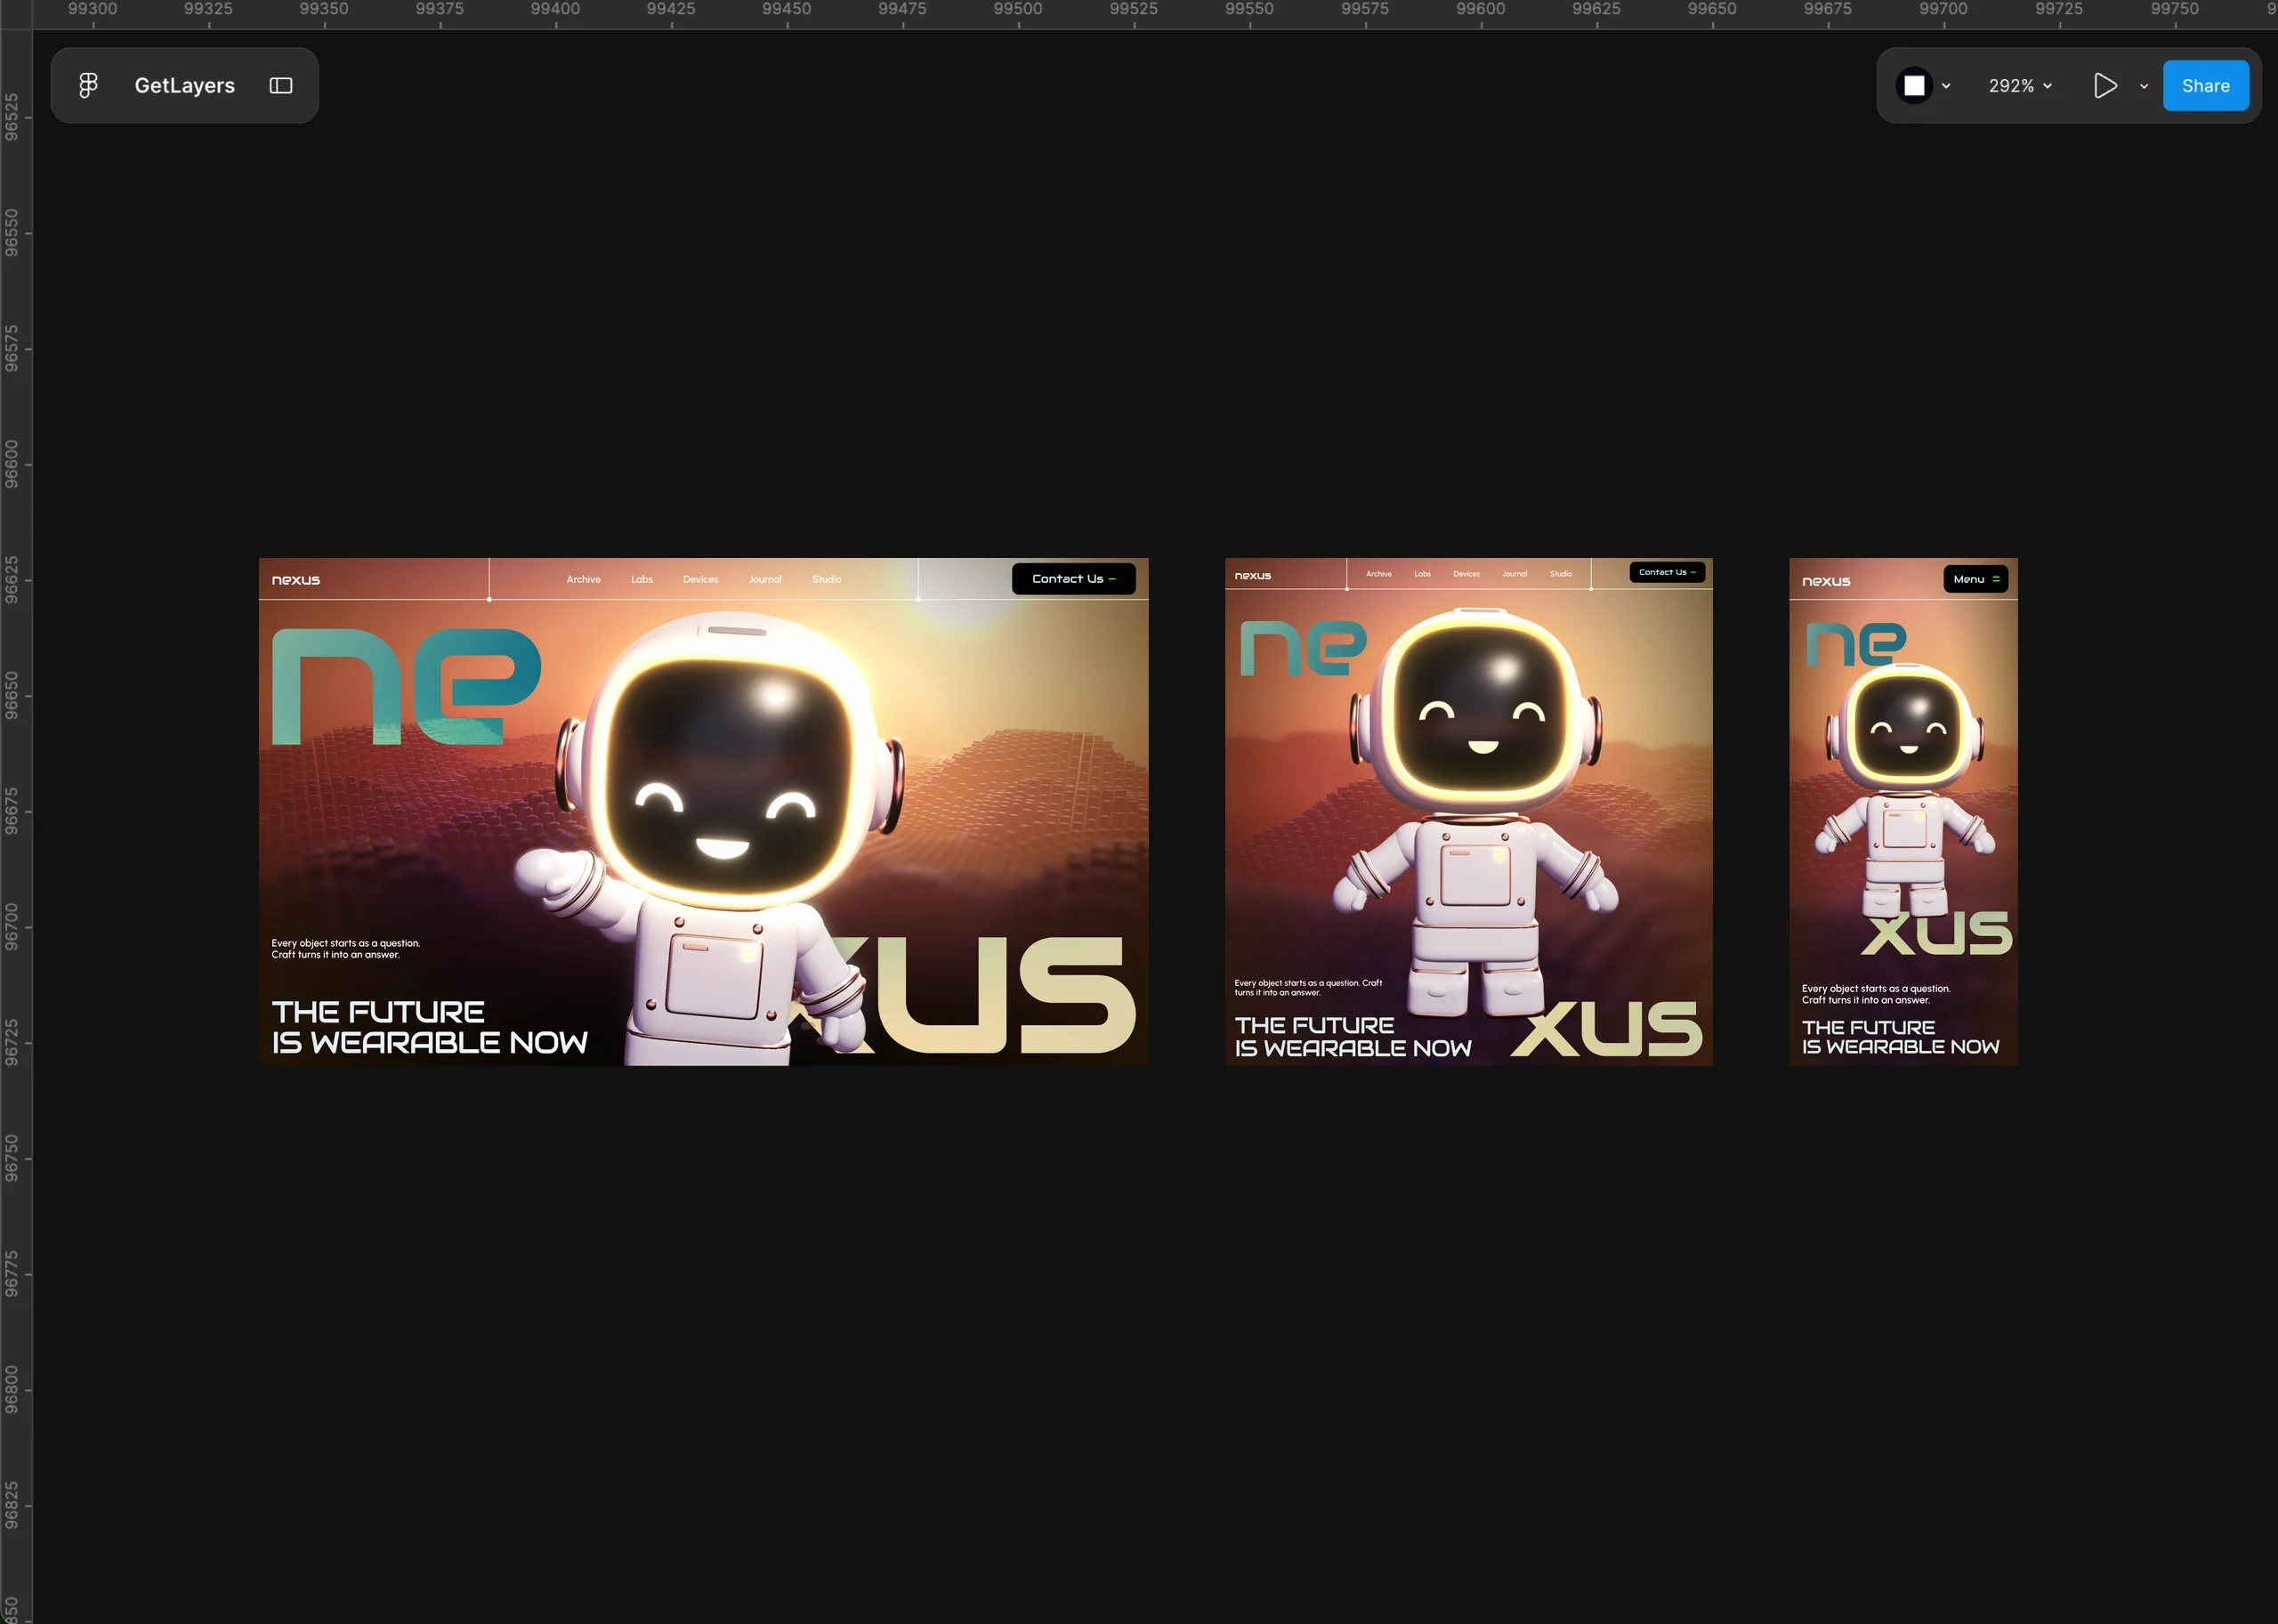 99300 99325 99350 99375 99400 99425 99450 99475 99500 99525 99550 99575 99600 99625 99650 99675 99700 99725 99750
GetLayers
292%
Share
96525
96550
96575
96600
96625
96650
96675
96700
96725
96750
96775
96800
96825
nexus
Archive Labs Devices Journal Studio
Contact Us
ne
Every object starts as a question.
Craft turns it into an answer.
THE FUTURE
IS WEARABLE NOW
xus
nexus
Archive Labs Devices Journal Studio
Contact Us
ne
Every object starts as a question. Craft
turns it into an answer.
THE FUTURE
IS WEARABLE NOW
xus
nexus
Menu
ne
xus
Every object starts as a question.
Craft turns it into an answer.
THE FUTURE
IS WEARABLE NOW